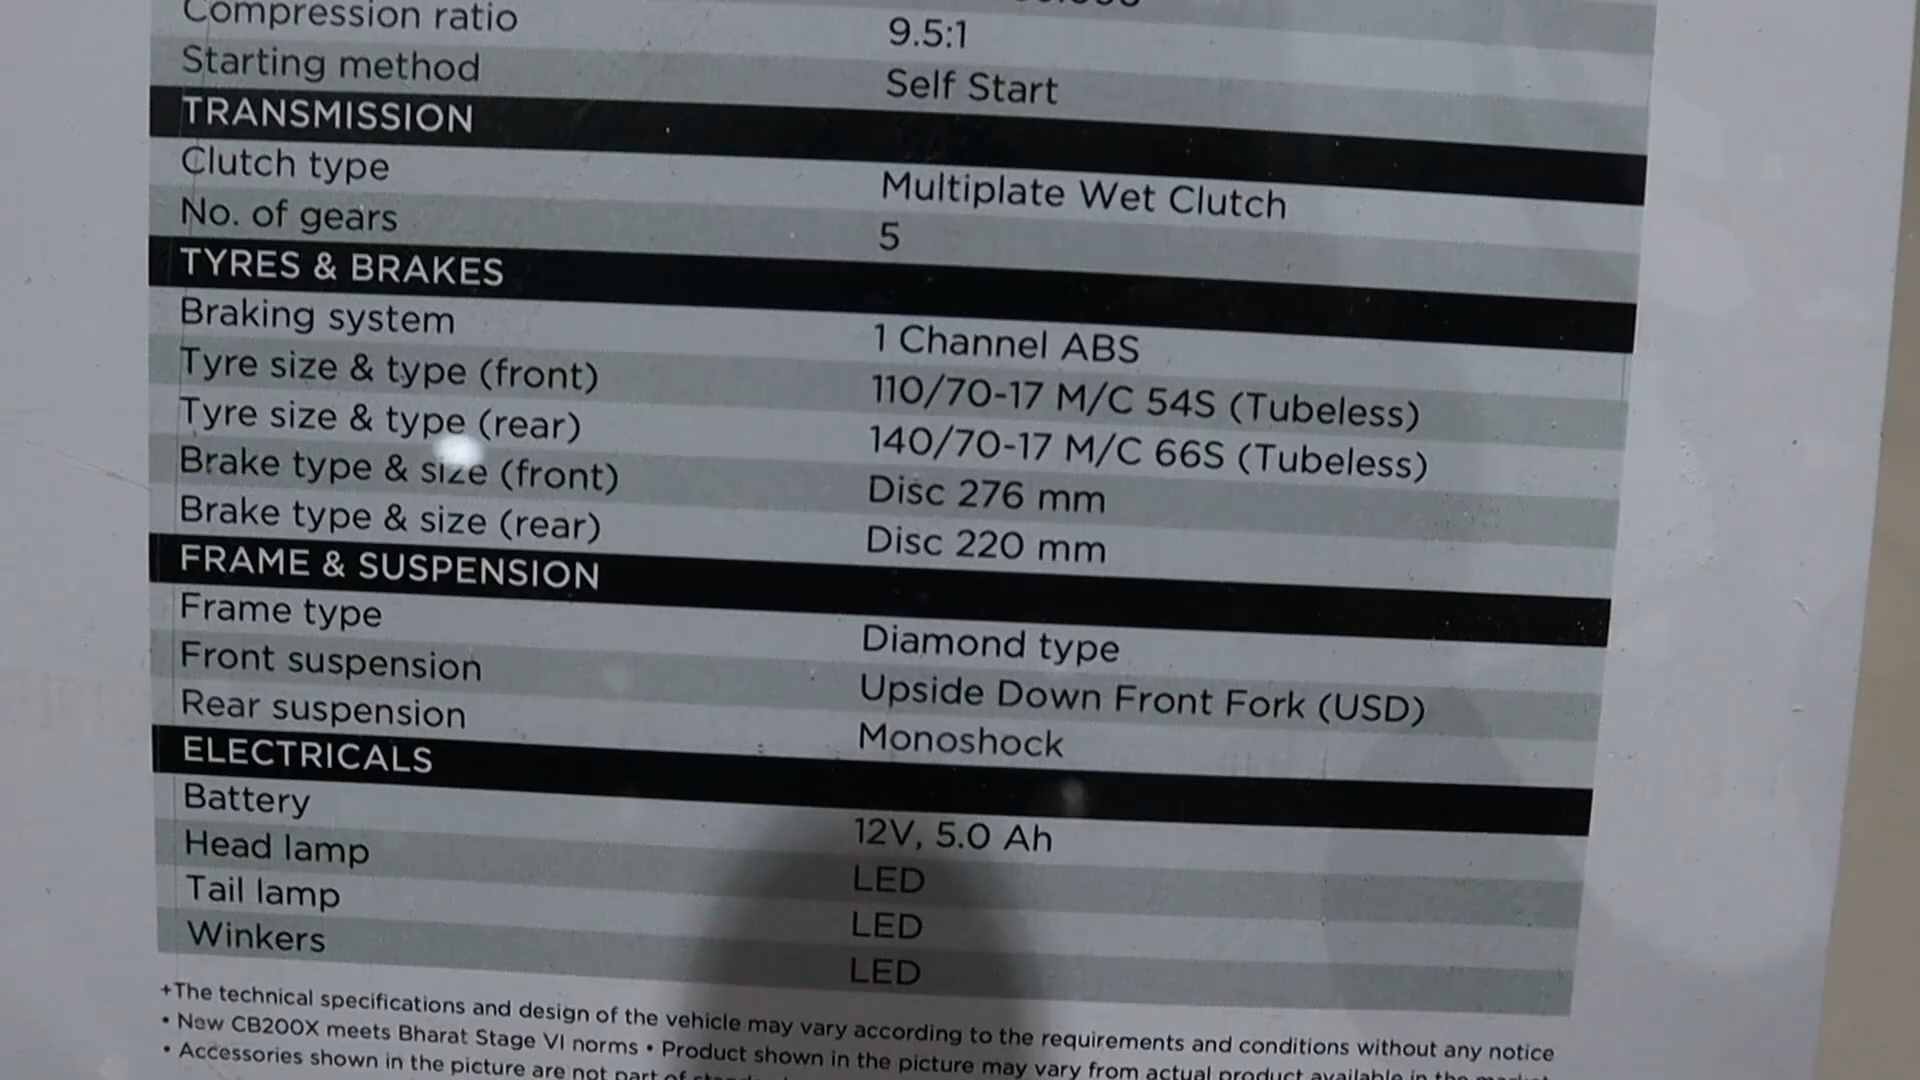 Compression ratio 9.5:1
Starting method Self Start
TRANSMISSION
Clutch type Multiplate Wet Clutch
No. of gears 5
TYRES & BRAKES
Braking system 1 Channel ABS
Tyre size & type (front) 110/70-17 M/C 54S (Tubeless)
Tyre size & type (rear) 140/70-17 M/C 66S (Tubeless)
Brake type & size (front) Disc 276 mm
Brake type & size (rear) Disc 220 mm
FRAME & SUSPENSION
Frame type Diamond type
Front suspension Upside Down Front Fork (USD)
Rear suspension Monoshock
ELECTRICALS
Battery 12V, 5.0 Ah
Head lamp LED
Tail lamp LED
Winkers LED
+The technical specifications and design of the vehicle may vary according to the requirements and conditions without any notice
• New CB200X meets Bharat Stage VI norms • Product shown in the picture may vary from actual product available in the
• Accessories shown in the picture are not part of